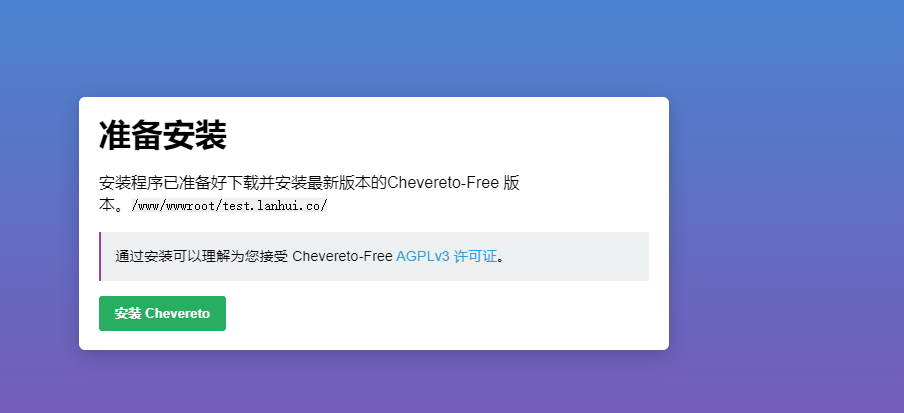 准备安装
安装程序已准备好下载并安装最新版本的Chevereto-Free 版
本。/www/wwwroot/test.lanhui.co/
通过安装可以理解为您接受 Chevereto-Free AGPLv3 许可证。
安装 Chevereto